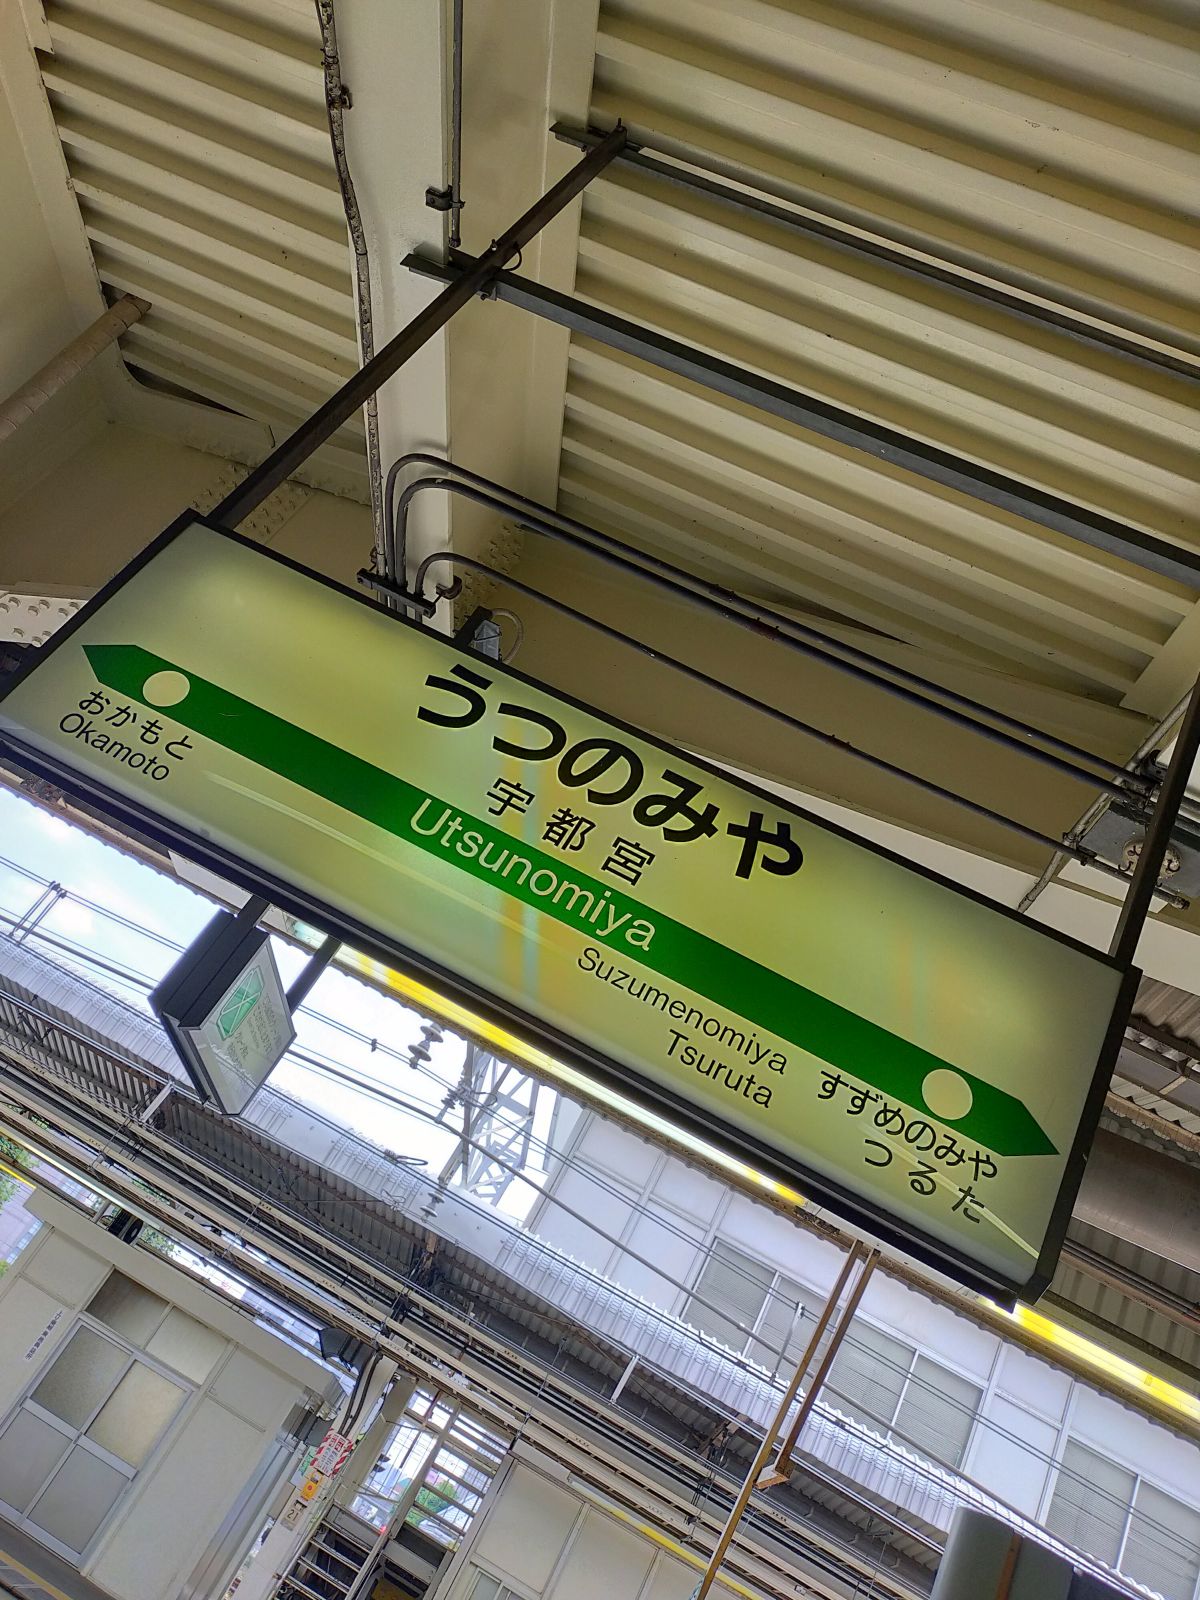 うつのみや
宇都宮
Utsunomiya
おかもと
Okamoto
Suzumenomiya
Tsuruta
すずめのみや
つるた
21